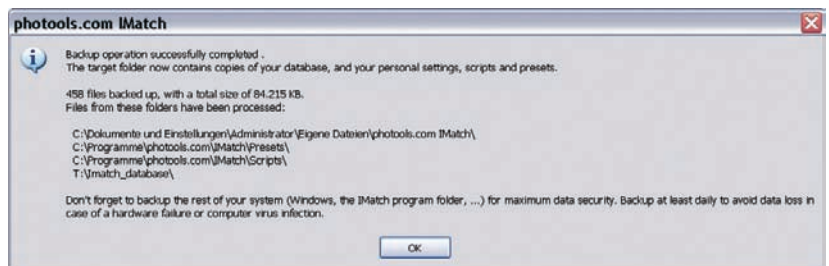 photools.com IMatch
Backup operation successfully completed .
The target folder now contains copies of your database, and your personal settings, scripts and presets.
458 files backed up, with a total size of 84.215 KB.
Files from these folders have been processed:
C:\Dokumente und Einstellungen\Administrator\Eigene Dateien\photools.com IMatch\
C:\Programme\photools.com\IMatch\Presets\
C:\Programme\photools.com\IMatch\Scripts\
T:\Imatch_database\
Don't forget to backup the rest of your system (Windows, the IMatch program folder, ...) for maximum data security. Backup at least daily to avoid data loss in
case of a hardware failure or computer virus infection.
OK